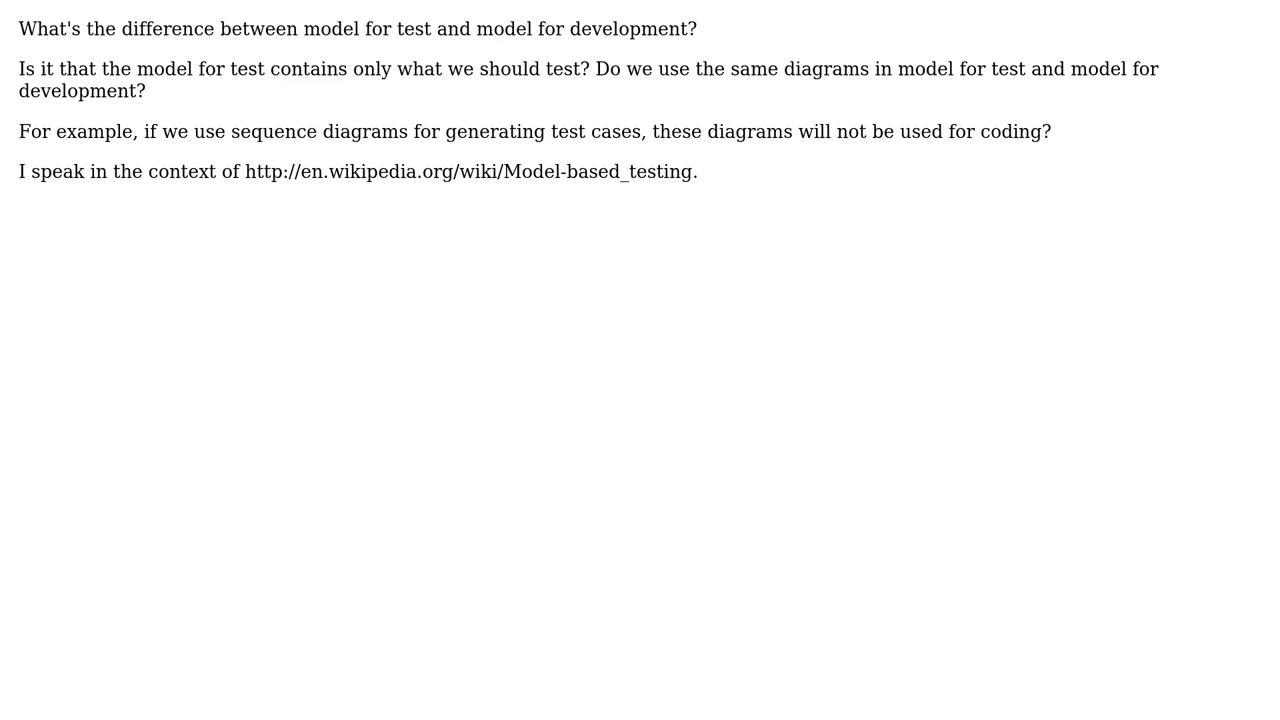 What's the difference between model for test and model for development?
Is it that the model for test contains only what we should test? Do we use the same diagrams in model for test and model for
development?
For example, if we use sequence diagrams for generating test cases, these diagrams will not be used for coding?
I speak in the context of http://en.wikipedia.org/wiki/Model-based_testing.